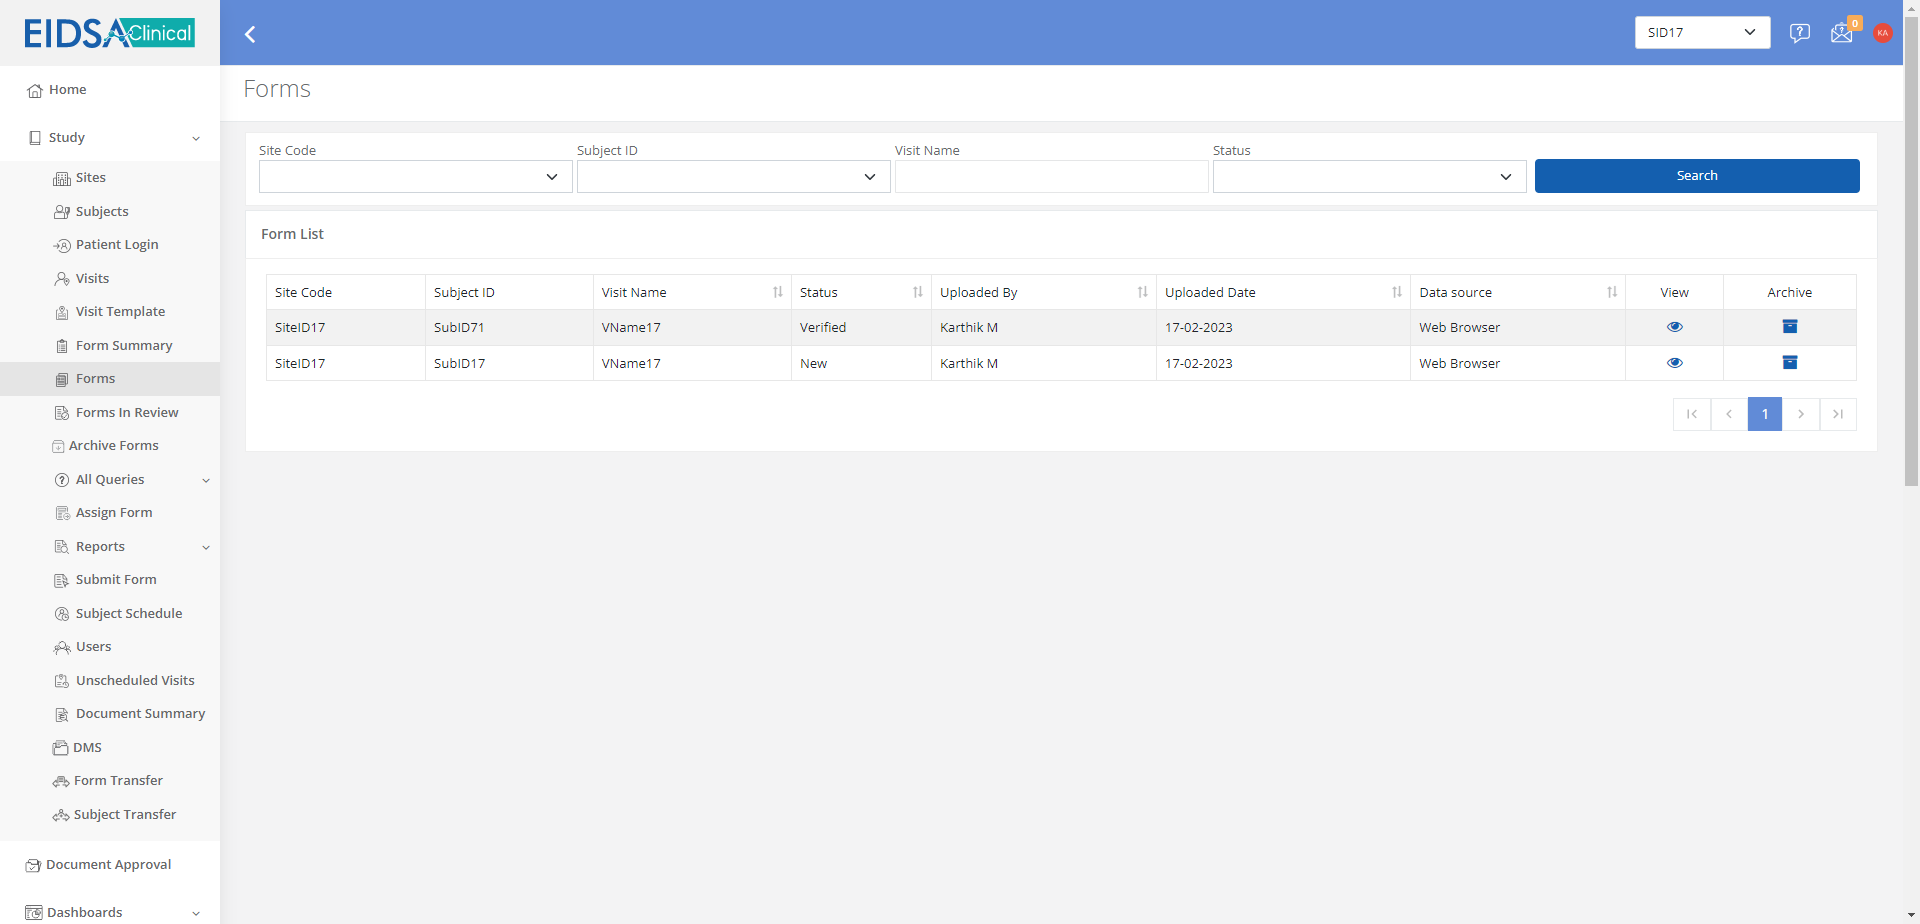 EIDSA Clinical
SID17
0
KA
Home
Study
Sites
Subjects
Patient Login
Visits
Visit Template
Form Summary
Forms
Forms In Review
Archive Forms
All Queries
Assign Form
Reports
Submit Form
Subject Schedule
Users
Unscheduled Visits
Document Summary
DMS
Form Transfer
Subject Transfer
Document Approval
Dashboards
Forms
Site Code Subject ID Visit Name Status
Search
Form List
Site Code Subject ID Visit Name Status Uploaded By Uploaded Date Data source View Archive
SiteID17 SubID71 VName17 Verified Karthik M 17-02-2023 Web Browser
SiteID17 SubID17 VName17 New Karthik M 17-02-2023 Web Browser
1